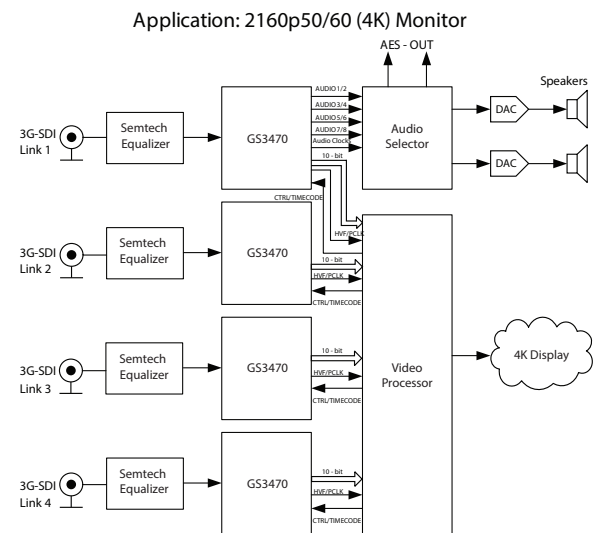 Application: 2160p50/60 (4K) Monitor
AES - OUT
Speakers
3G-SDI
Link 1
Semtech
Equalizer
GS3470
AUDIO 1/2
AUDIO 3/4
AUDIO 5/6
AUDIO 7/8
Audio Clocks
10 - bit
Audio
Selector
DAC
DAC
CTRL/TIMECODE
HVF/PCLK
3G-SDI
Link 2
Semtech
Equalizer
GS3470
10 - bit
HVF/PCLK
CTRL/TIMECODE
3G-SDI
Link 3
Semtech
Equalizer
GS3470
10 - bit
HVF/PCLK
CTRL/TIMECODE
Video
Processor
4K Display
3G-SDI
Link 4
Semtech
Equalizer
GS3470
10 - bit
HVF/PCLK
CTRL/TIMECODE